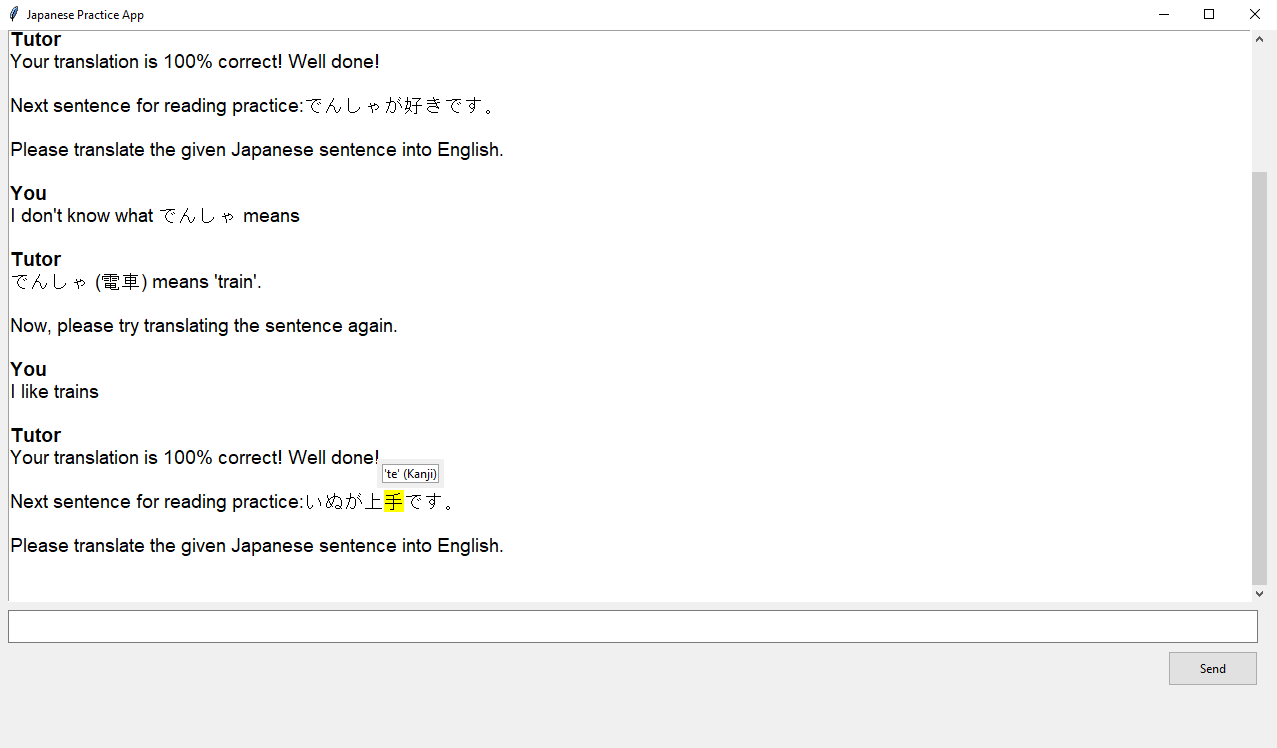 Japanese Practice App
Tutor
Your translation is 100% correct! Well done!
Next sentence for reading practice:でんしゃが好きです。
Please translate the given Japanese sentence into English.
You
I don't know what でんしゃ means
Tutor
でんしゃ (電車) means 'train'.
Now, please try translating the sentence again.
You
I like trains
Tutor
Your translation is 100% correct! Well done!
'te' (Kanji)
Next sentence for reading practice:いぬが上手です。
Please translate the given Japanese sentence into English.
Send